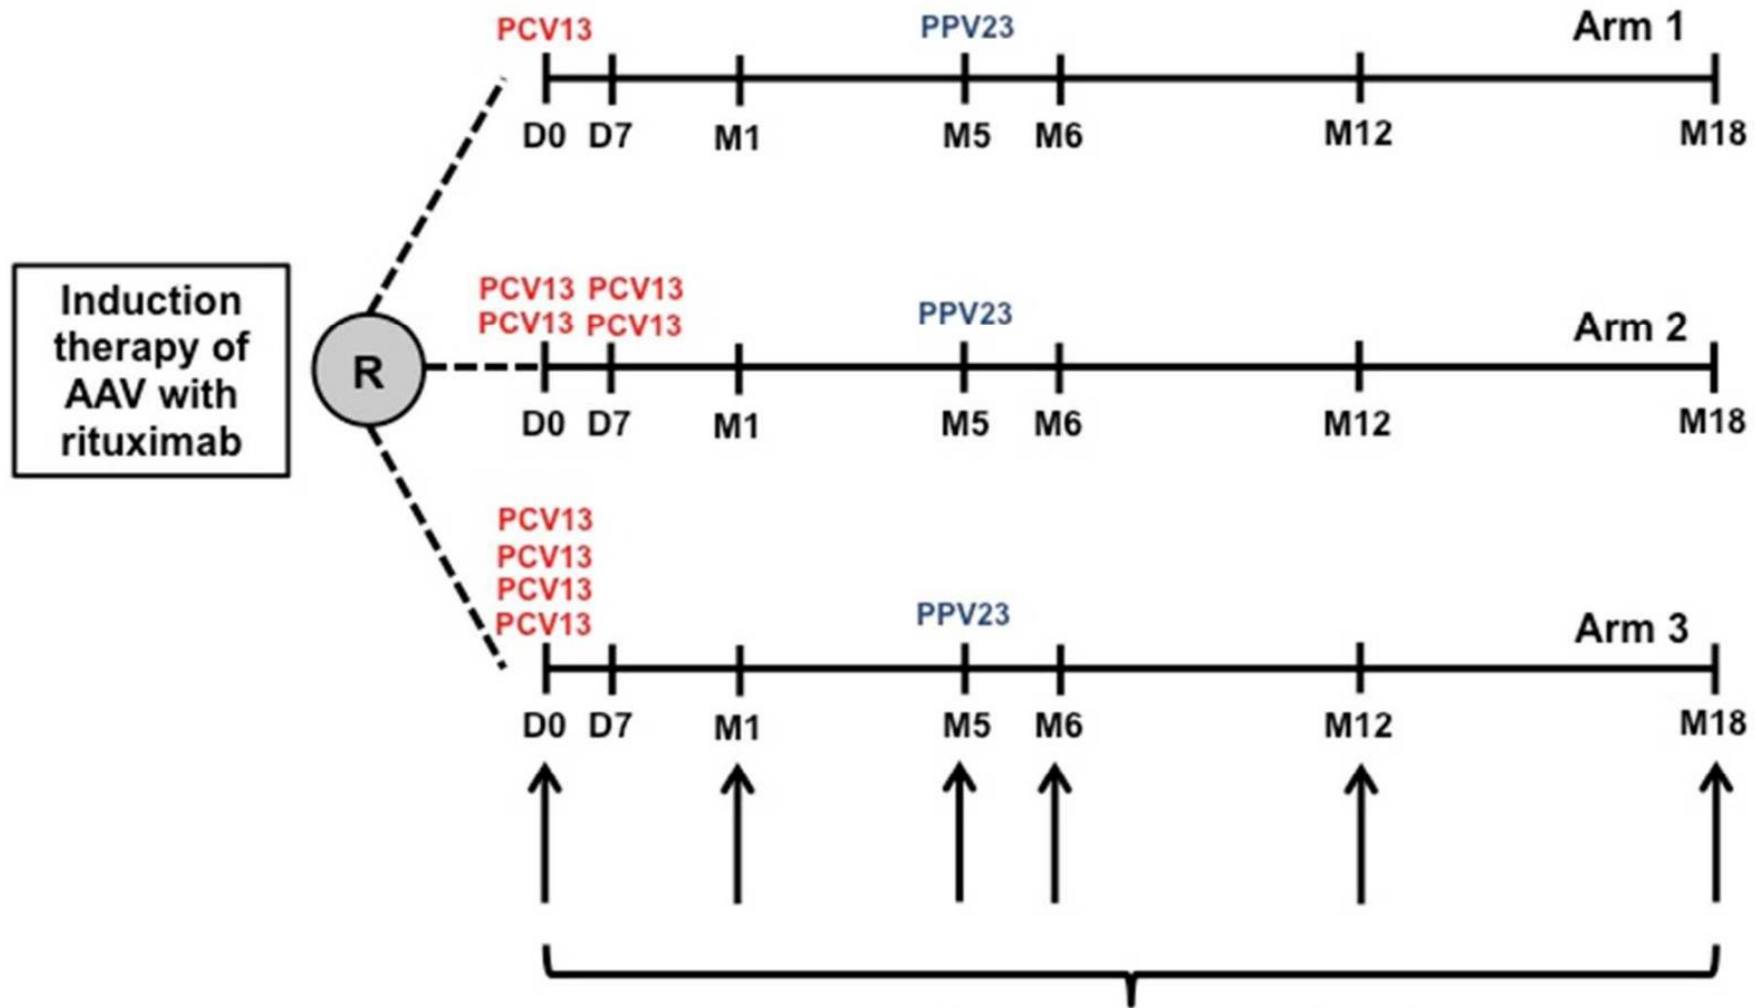 PCV13 PPV23 Arm 1
D0 D7 M1 M5 M6 M12 M18
Induction
therapy of
AAV with
rituximab
R
PCV13 PCV13
PCV13 PCV13 PPV23 Arm 2
D0 D7 M1 M5 M6 M12 M18
PCV13
PCV13
PCV13
PCV13 PPV23 Arm 3
D0 D7 M1 M5 M6 M12 M18